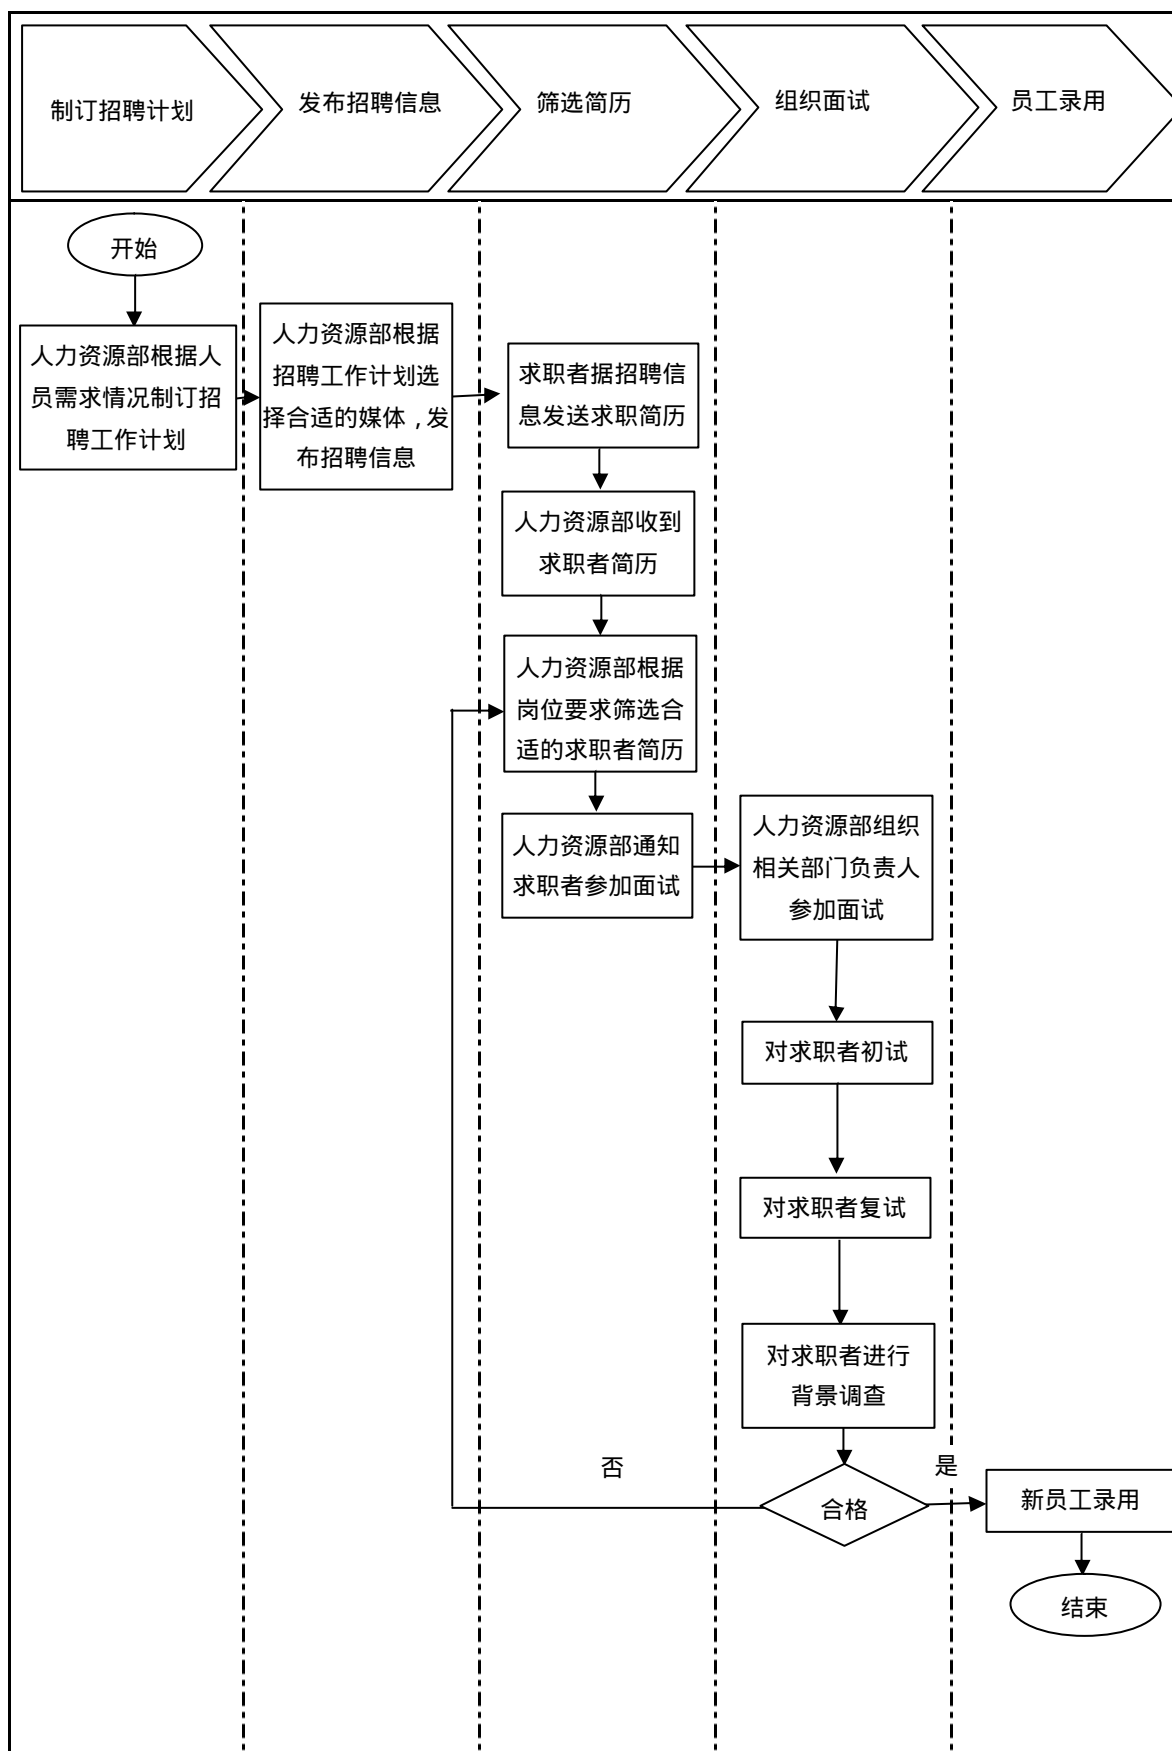 制订招聘计划
发布招聘信息
筛选简历
组织面试
员工录用
开始
人力资源部根据人
员需求情况制订招
聘工作计划
人力资源部根据
招聘工作计划选
择合适的媒体，发
布招聘信息
求职者据招聘信
息发送求职简历
人力资源部收到
求职者简历
人力资源部根据
岗位要求筛选合
适的求职者简历
人力资源部通知
求职者参加面试
人力资源部组织
相关部门负责人
参加面试
对求职者初试
对求职者复试
对求职者进行
背景调查
合格
否
是
新员工录用
结束